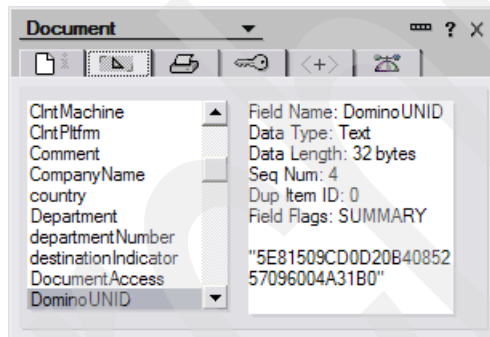 Document
?
<+>
ClntMachine
ClntPltfrm
Comment
CompanyName
country
Department
departmentNumber
destinationIndicator
DocumentAccess
DominoUNID
Field Name: DominoUNID
Data Type: Text
Data Length: 32 bytes
Seq Num: 4
Dup Item ID: 0
Field Flags: SUMMARY
"5E81509CD0D20B40852
57096004A31B0"